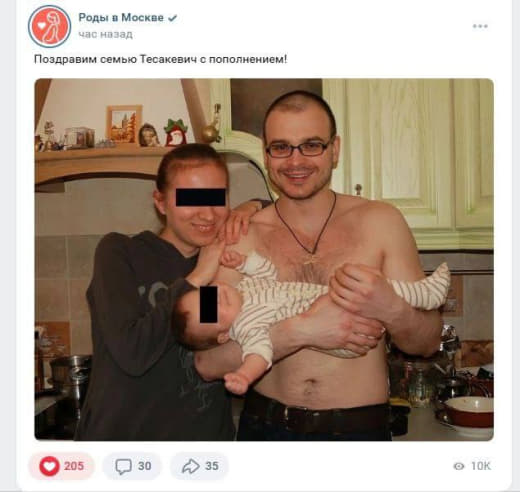 Роды в Москве
час назад
Поздравим семью Тесакевич с пополнением!
205
30
35
10K